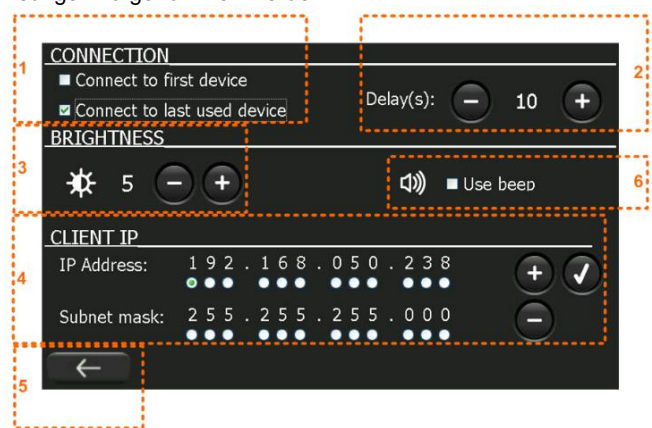 CONNECTION
1
2
Connect to first device
Delay(s): 10
Connect to last used device
BRIGHTNESS
3
5
Use beep
6
CLIENT IP
IP Address: 192.168.050.238
4
Subnet mask: 255.255.255.000
5